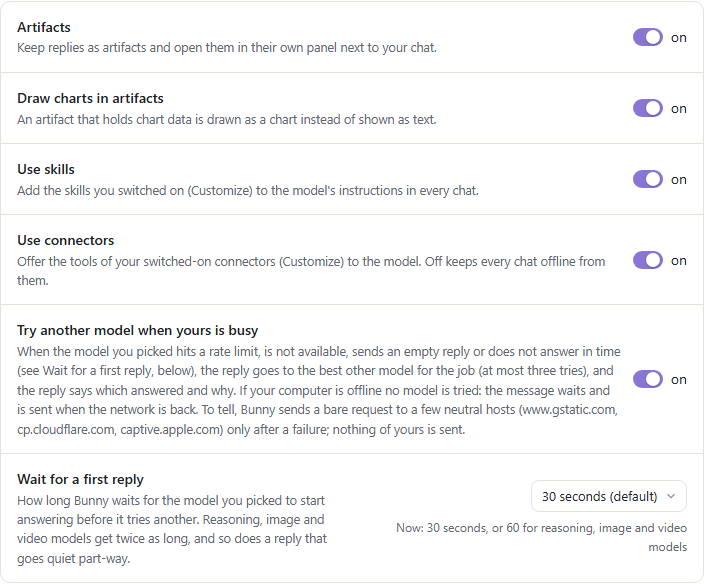 Artifacts
Keep replies as artifacts and open them in their own panel next to your chat.
on
Draw charts in artifacts
An artifact that holds chart data is drawn as a chart instead of shown as text.
on
Use skills
Add the skills you switched on (Customize) to the model's instructions in every chat.
on
Use connectors
Offer the tools of your switched-on connectors (Customize) to the model. Off keeps every chat offline from
them.
on
Try another model when yours is busy
When the model you picked hits a rate limit, is not available, sends an empty reply or does not answer in time
(see Wait for a first reply, below), the reply goes to the best other model for the job (at most three tries), and
the reply says which answered and why. If your computer is offline no model is tried: the message waits and
is sent when the network is back. To tell, Bunny sends a bare request to a few neutral hosts (www.gstatic.com,
cp.cloudflare.com, captive.apple.com) only after a failure; nothing of yours is sent.
on
Wait for a first reply
How long Bunny waits for the model you picked to start
answering before it tries another. Reasoning, image and
video models get twice as long, and so does a reply that
goes quiet part-way.
30 seconds (default)
Now: 30 seconds, or 60 for reasoning, image and video
models